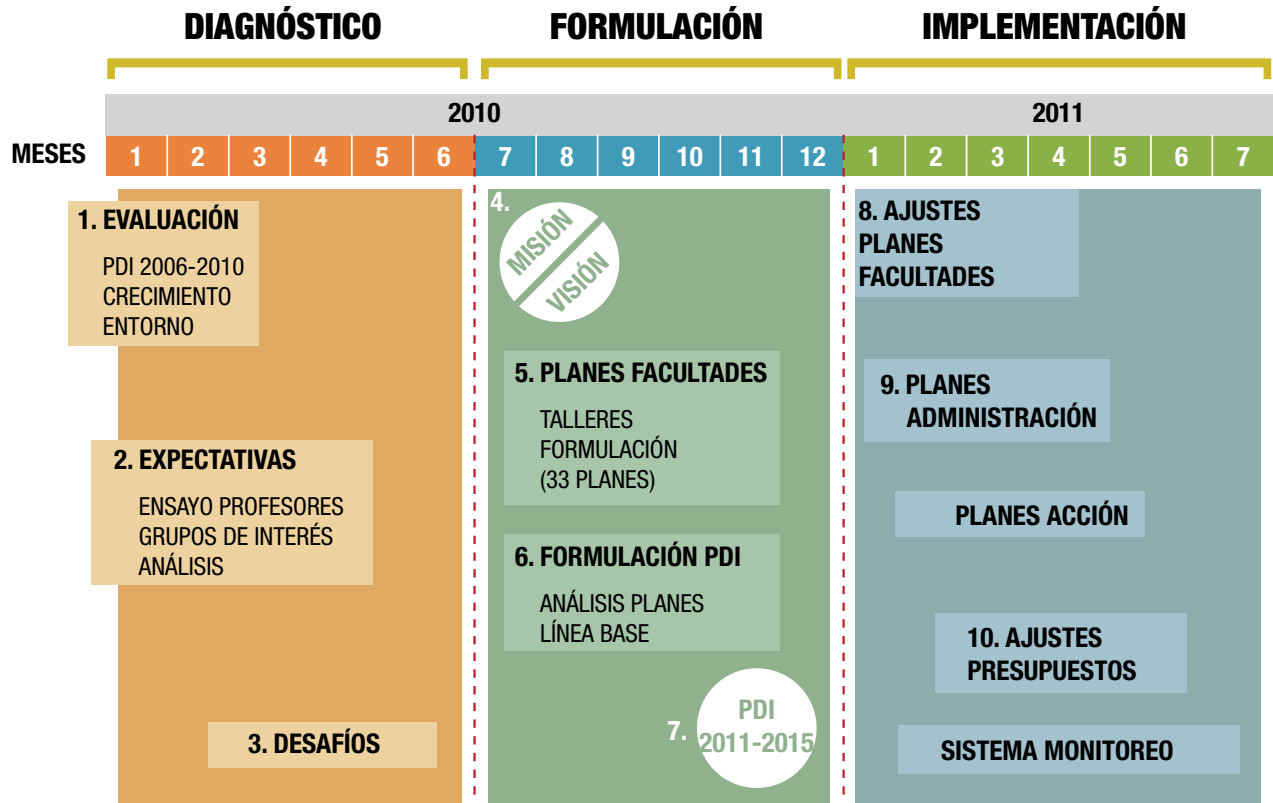 DIAGNÓSTICO
FORMULACIÓN
IMPLEMENTACIÓN
2010
2011
MESES
1 2 3 4 5 6 7 8 9 10 11 12 1 2 3 4 5 6 7
1. EVALUACIÓN
PDI 2006-2010
CRECIMIENTO
ENTORNO
2. EXPECTATIVAS
ENSAYO PROFESORES
GRUPOS DE INTERÉS
ANÁLISIS
3. DESAFÍOS
4.
MISIÓN
VISIÓN
5. PLANES FACULTADES
TALLERES
FORMULACIÓN
(33 PLANES)
6. FORMULACIÓN PDI
ANÁLISIS PLANES
LÍNEA BASE
7.
PDI
2011-2015
8. AJUSTES
PLANES
FACULTADES
9. PLANES
ADMINISTRACIÓN
PLANES ACCIÓN
10. AJUSTES
PRESUPUESTOS
SISTEMA MONITOREO